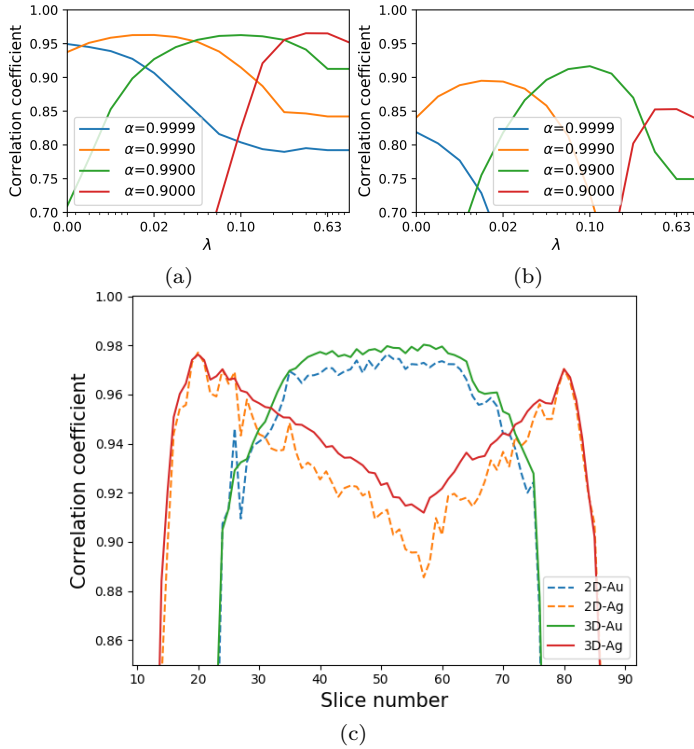 1.00
0.95
0.90
0.85
0.80
0.75
0.70
Correlation coefficient
α=0.9999
α=0.9990
α=0.9900
α=0.9000
0.00
0.02
0.10
0.63
λ
(a)
1.00
0.95
0.90
0.85
0.80
0.75
0.70
Correlation coefficient
α=0.9999
α=0.9990
α=0.9900
α=0.9000
0.00
0.02
0.10
0.63
λ
(b)
1.00
0.98
0.96
0.94
0.92
0.90
0.88
0.86
Correlation coefficient
2D-Au
2D-Ag
3D-Au
3D-Ag
10
20
30
40
50
60
70
80
90
Slice number
(c)